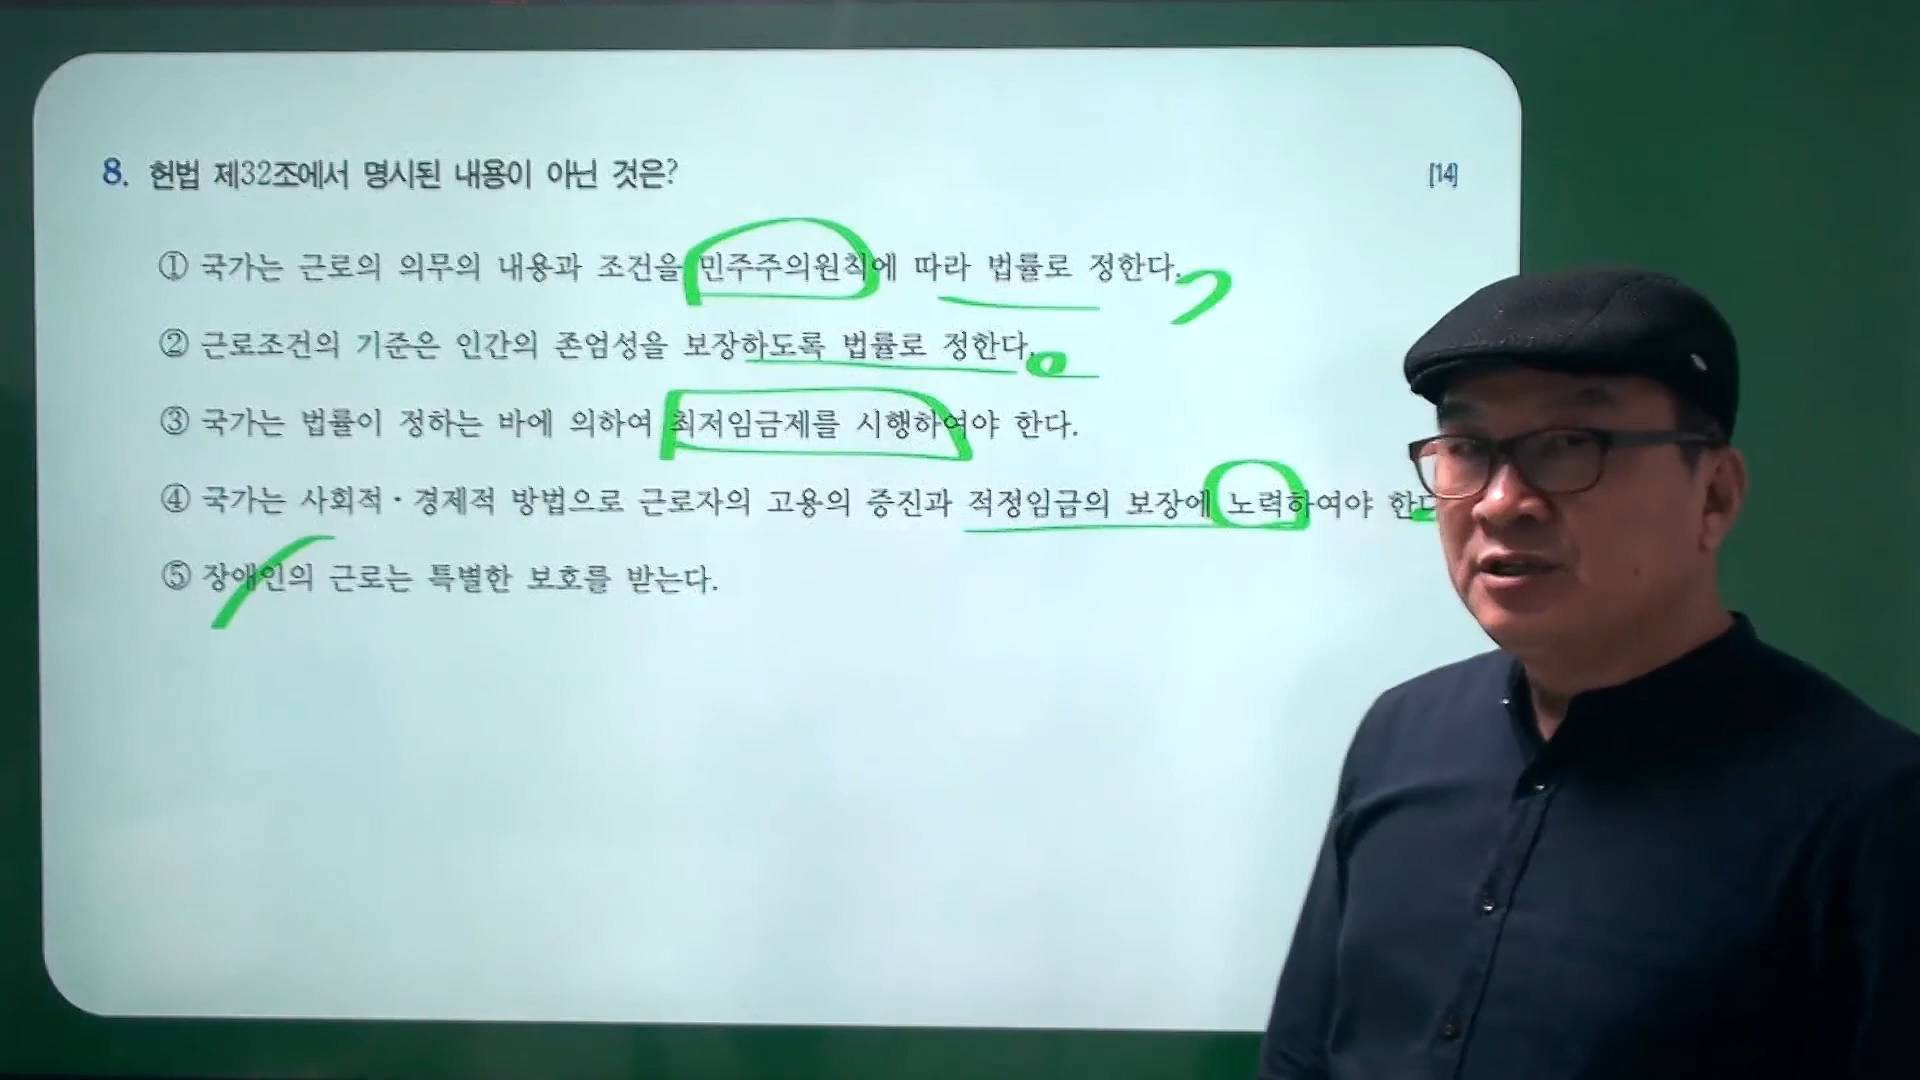 8. 헌법 제32조에서 명시된 내용이 아닌 것은? [14]
① 국가는 근로의 의무의 내용과 조건을 민주주의원칙에 따라 법률로 정한다.
② 근로조건의 기준은 인간의 존엄성을 보장하도록 법률로 정한다.
③ 국가는 법률이 정하는 바에 의하여 최저임금제를 시행하여야 한다.
④ 국가는 사회적·경제적 방법으로 근로자의 고용의 증진과 적정임금의 보장에 노력하여야 한다
⑤ 장애인의 근로는 특별한 보호를 받는다.